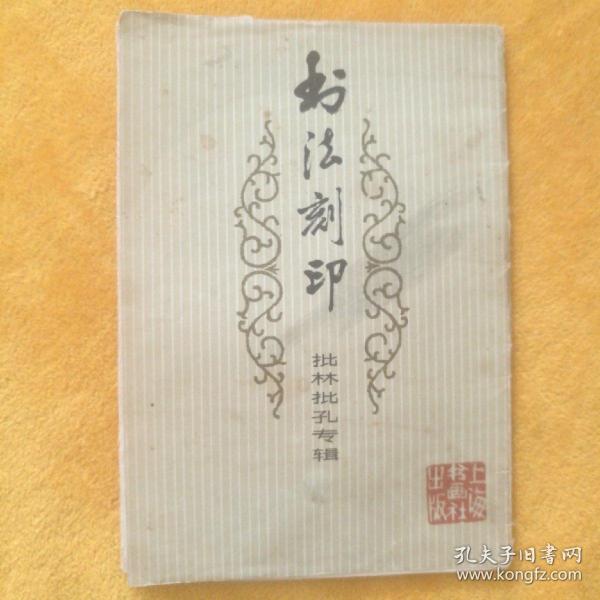 书法刻印
批林批孔专辑
上海
书画社
出版
孔夫子旧书网
www.kongfz.com